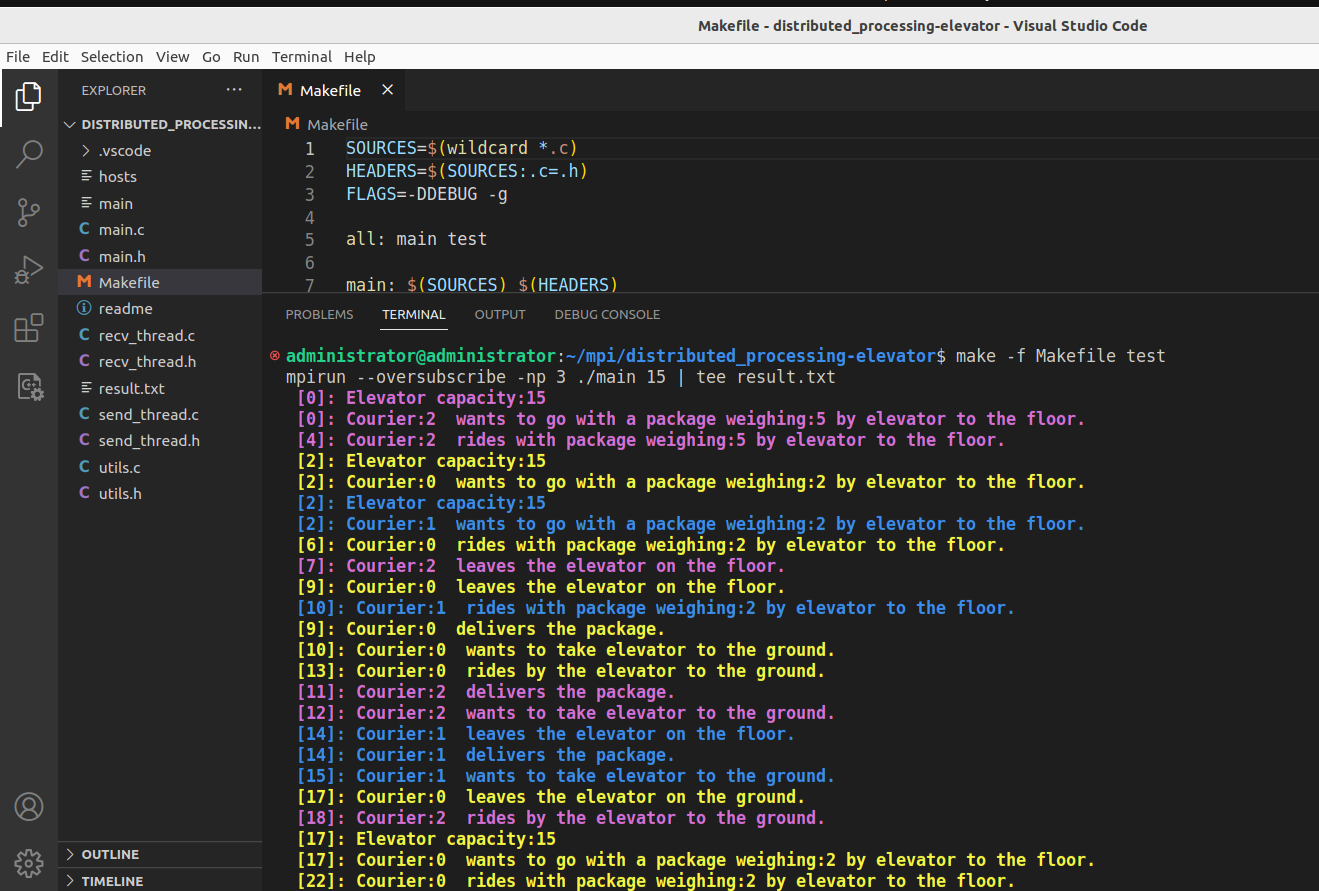 Makefile - distributed_processing-elevator - Visual Studio Code
File Edit Selection View Go Run Terminal Help
EXPLORER
DISTRIBUTED_PROCESSIN...
.vscode
hosts
main
C main.c
C main.h
M Makefile
readme
C recv_thread.c
C recv_thread.h
result.txt
C send_thread.c
C send_thread.h
C utils.c
C utils.h
OUTLINE
TIMELINE
M Makefile
M Makefile
1 SOURCES=$(wildcard *.c)
2 HEADERS=$(SOURCES:.c=.h)
3 FLAGS=-DDEBUG -g
4
5 all: main test
6
7 main: $(SOURCES) $(HEADERS)
PROBLEMS TERMINAL OUTPUT DEBUG CONSOLE
administrator@administrator:~/mpi/distributed_processing-elevator$ make -f Makefile test
mpirun --oversubscribe -np 3 ./main 15 | tee result.txt
[0]: Elevator capacity:15
[0]: Courier:2  wants to go with a package weighing:5 by elevator to the floor.
[4]: Courier:2  rides with package weighing:5 by elevator to the floor.
[2]: Elevator capacity:15
[2]: Courier:0  wants to go with a package weighing:2 by elevator to the floor.
[2]: Elevator capacity:15
[2]: Courier:1  wants to go with a package weighing:2 by elevator to the floor.
[6]: Courier:0  rides with package weighing:2 by elevator to the floor.
[7]: Courier:2  leaves the elevator on the floor.
[9]: Courier:0  leaves the elevator on the floor.
[10]: Courier:1  rides with package weighing:2 by elevator to the floor.
[9]: Courier:0  delivers the package.
[10]: Courier:0  wants to take elevator to the ground.
[13]: Courier:0  rides by the elevator to the ground.
[11]: Courier:2  delivers the package.
[12]: Courier:2  wants to take elevator to the ground.
[14]: Courier:1  leaves the elevator on the floor.
[14]: Courier:1  delivers the package.
[15]: Courier:1  wants to take elevator to the ground.
[17]: Courier:0  leaves the elevator on the ground.
[18]: Courier:2  rides by the elevator to the ground.
[17]: Elevator capacity:15
[17]: Courier:0  wants to go with a package weighing:2 by elevator to the floor.
[22]: Courier:0  rides with package weighing:2 by elevator to the floor.